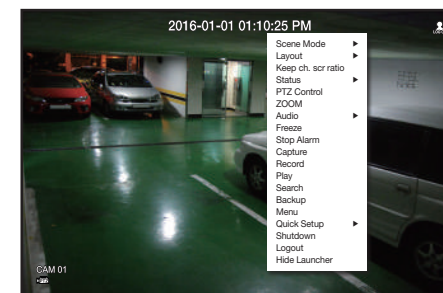 2016-01-01 01:10:25 PM
Scene Mode
Layout
Keep ch. scr ratio
Status
PTZ Control
ZOOM
Audio
Freeze
Stop Alarm
Capture
Record
Play
Search
Backup
Menu
Quick Setup
Shutdown
Logout
Hide Launcher
CAM 01